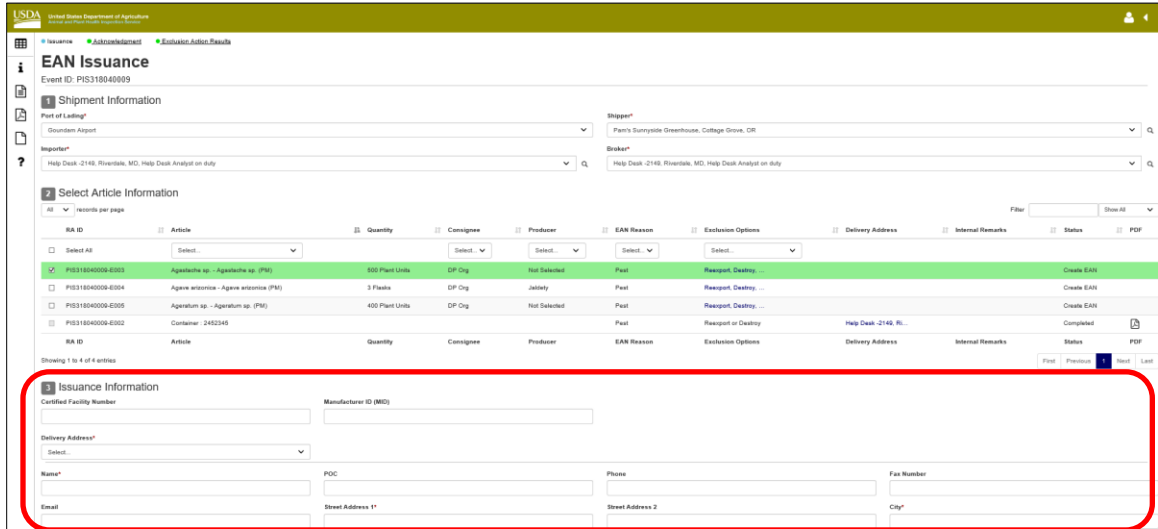 USDA United States Department of Agriculture
Animal and Plant Health Inspection Service
Issuance Acknowledgment Exclusion Action Results
EAN Issuance
Event ID: PIS318040009
1 Shipment Information
Port of Lading* Shipper*
Goundam Airport Pam's Sunnyside Greenhouse, Cottage Grove, OR
Importer* Broker*
Help Desk -2149, Riverdale, MD, Help Desk Analyst on duty Help Desk -2149, Riverdale, MD, Help Desk Analyst on duty
2 Select Article Information
All records per page Filter Show All
RA ID Article Quantity Consignee Producer EAN Reason Exclusion Options Delivery Address Internal Remarks Status PDF
Select All Select... Select... Select... Select... Select...
PIS318040009-E003 Agastache sp. - Agastache sp. (PM) 500 Plant Units DP Org Not Selected Pest Reexport, Destroy, ... Create EAN
PIS318040009-E004 Agave arizonica - Agave arizonica (PM) 3 Flasks DP Org Jaldety Pest Reexport, Destroy, ... Create EAN
PIS318040009-E005 Ageratum sp. - Ageratum sp. (PM) 400 Plant Units DP Org Not Selected Pest Reexport, Destroy, ... Create EAN
PIS318040009-E002 Container : 2452345 Pest Reexport or Destroy Help Desk -2149, Ri... Completed
RA ID Article Quantity Consignee Producer EAN Reason Exclusion Options Delivery Address Internal Remarks Status PDF
Showing 1 to 4 of 4 entries First Previous 1 Next Last
3 Issuance Information
Certified Facility Number Manufacturer ID (MID)
Delivery Address*
Select...
Name* POC Phone Fax Number
Email Street Address 1* Street Address 2 City*